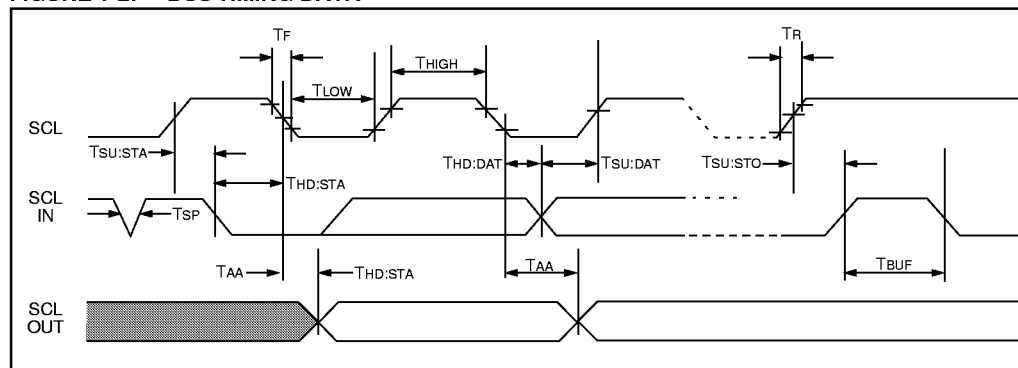 TF
TR
THIGH
TLOW
SCL
TSU:STA
THD:DAT
TSU:DAT
TSU:STO
THD:STA
SCL
IN
TSP
TAA
THD:STA
TAA
TBUF
SCL
OUT